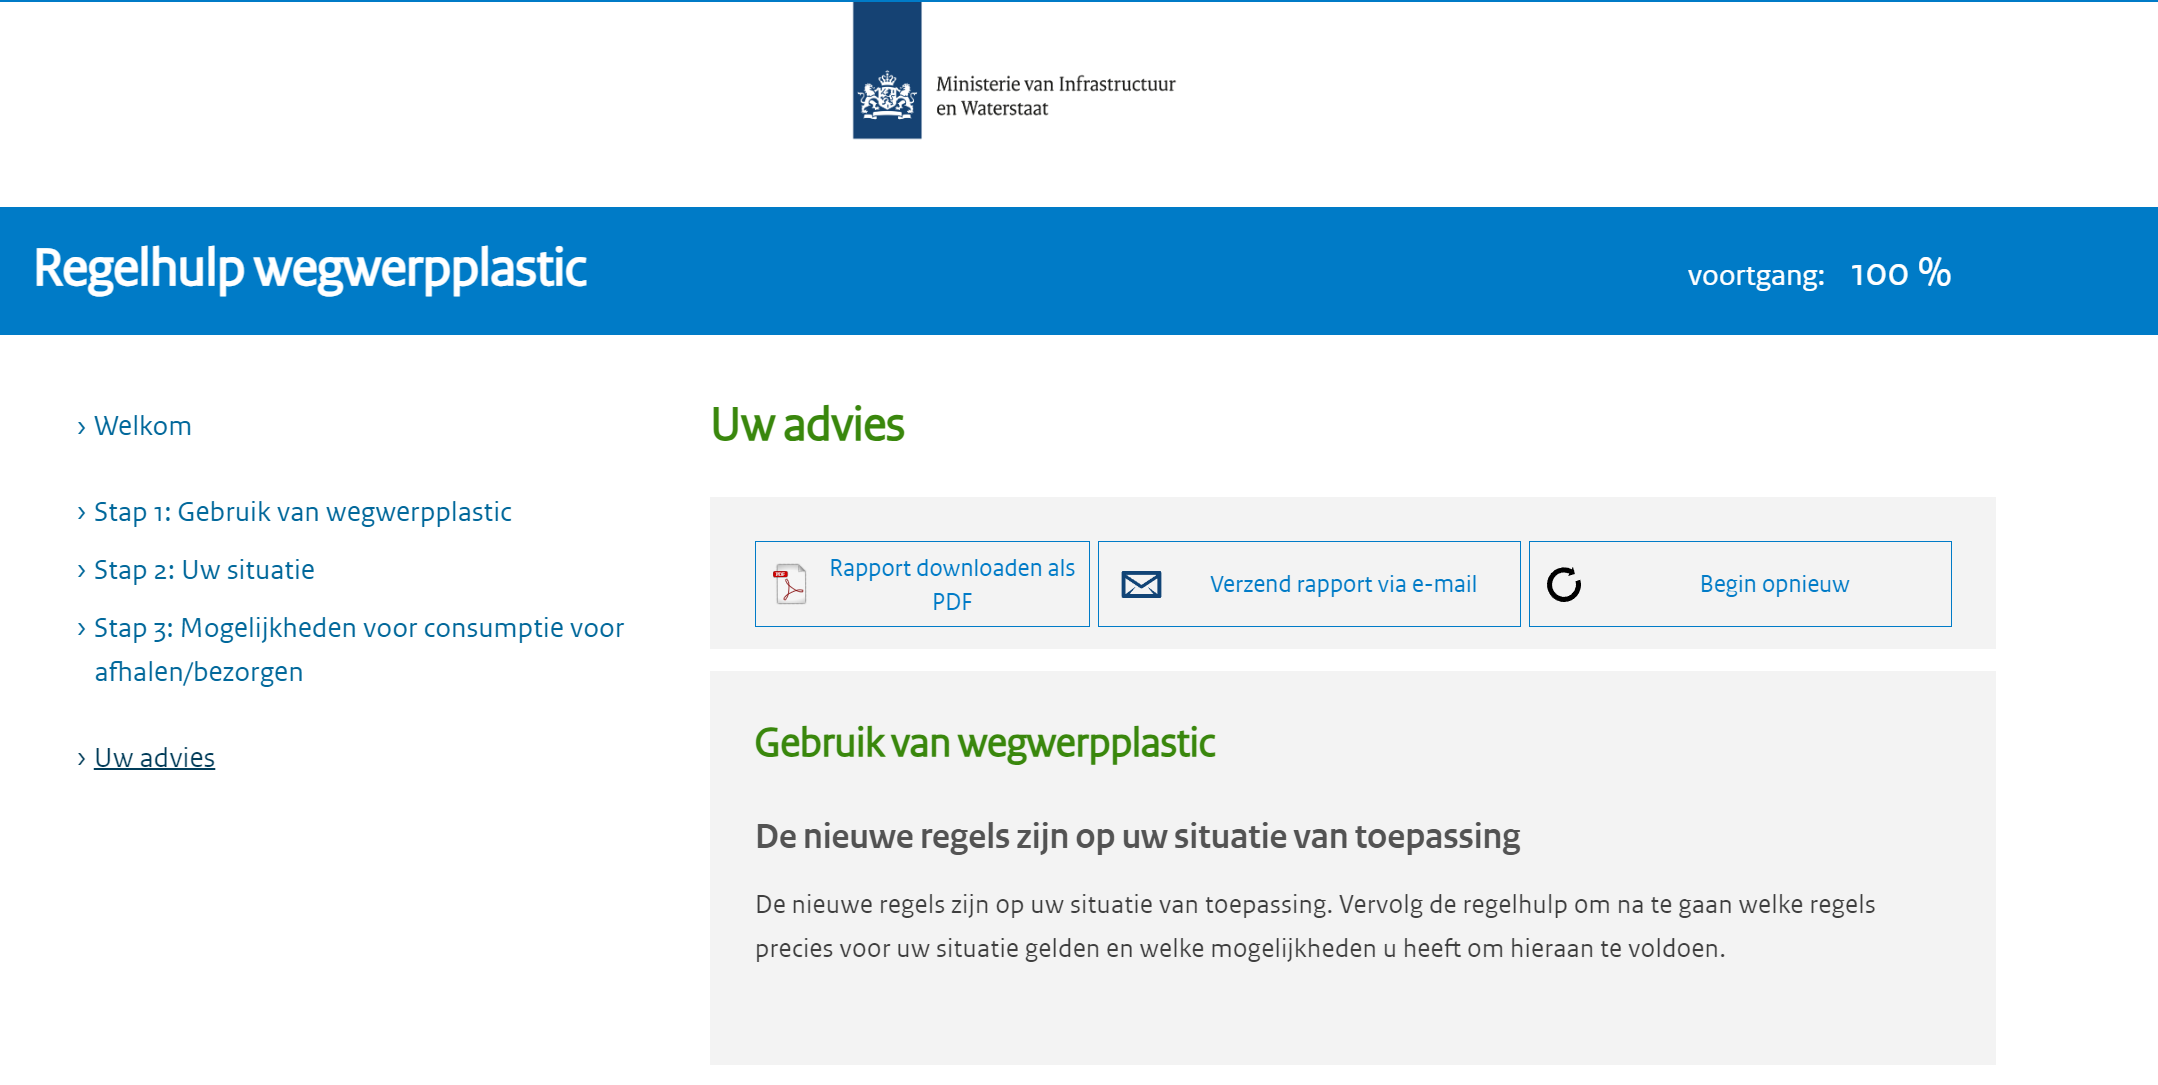 Ministerie van Infrastructuur
en Waterstaat
Regelhulp wegwerpplastic
voortgang: 100 %
› Welkom
› Stap 1: Gebruik van wegwerpplastic
› Stap 2: Uw situatie
› Stap 3: Mogelijkheden voor consumptie voor
afhalen/bezorgen
› Uw advies
Uw advies
PDF
Rapport downloaden als
PDF
Verzend rapport via e-mail
Begin opnieuw
Gebruik van wegwerpplastic
De nieuwe regels zijn op uw situatie van toepassing
De nieuwe regels zijn op uw situatie van toepassing. Vervolg de regelhulp om na te gaan welke regels
precies voor uw situatie gelden en welke mogelijkheden u heeft om hieraan te voldoen.